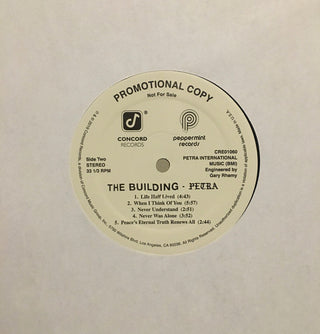 PROMOTIONAL COPY
Not For Sale
CONCORD
RECORDS
peppermint
records
Side Two
STEREO
33 1/3 RPM
CRE01060
PETRA INTERNATIONAL
MUSIC (BMI)
Engineered by
Gary Rhamy
THE BUILDING - PETRA
1. Life Half Lived (4:43)
2. When I Think Of You (5:57)
3. Never Understand (2:51)
4. Never Was Alone (3:52)
5. Peace's Eternal Truth Renews All (2:44)